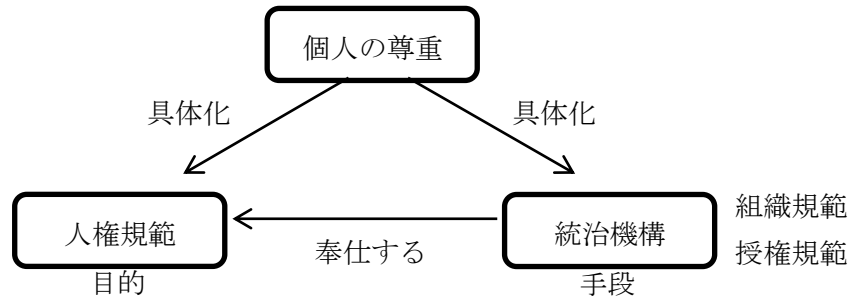 個人の尊重
具体化
具体化
人権規範
統治機構
組織規範
授権規範
奉仕する
目的
手段